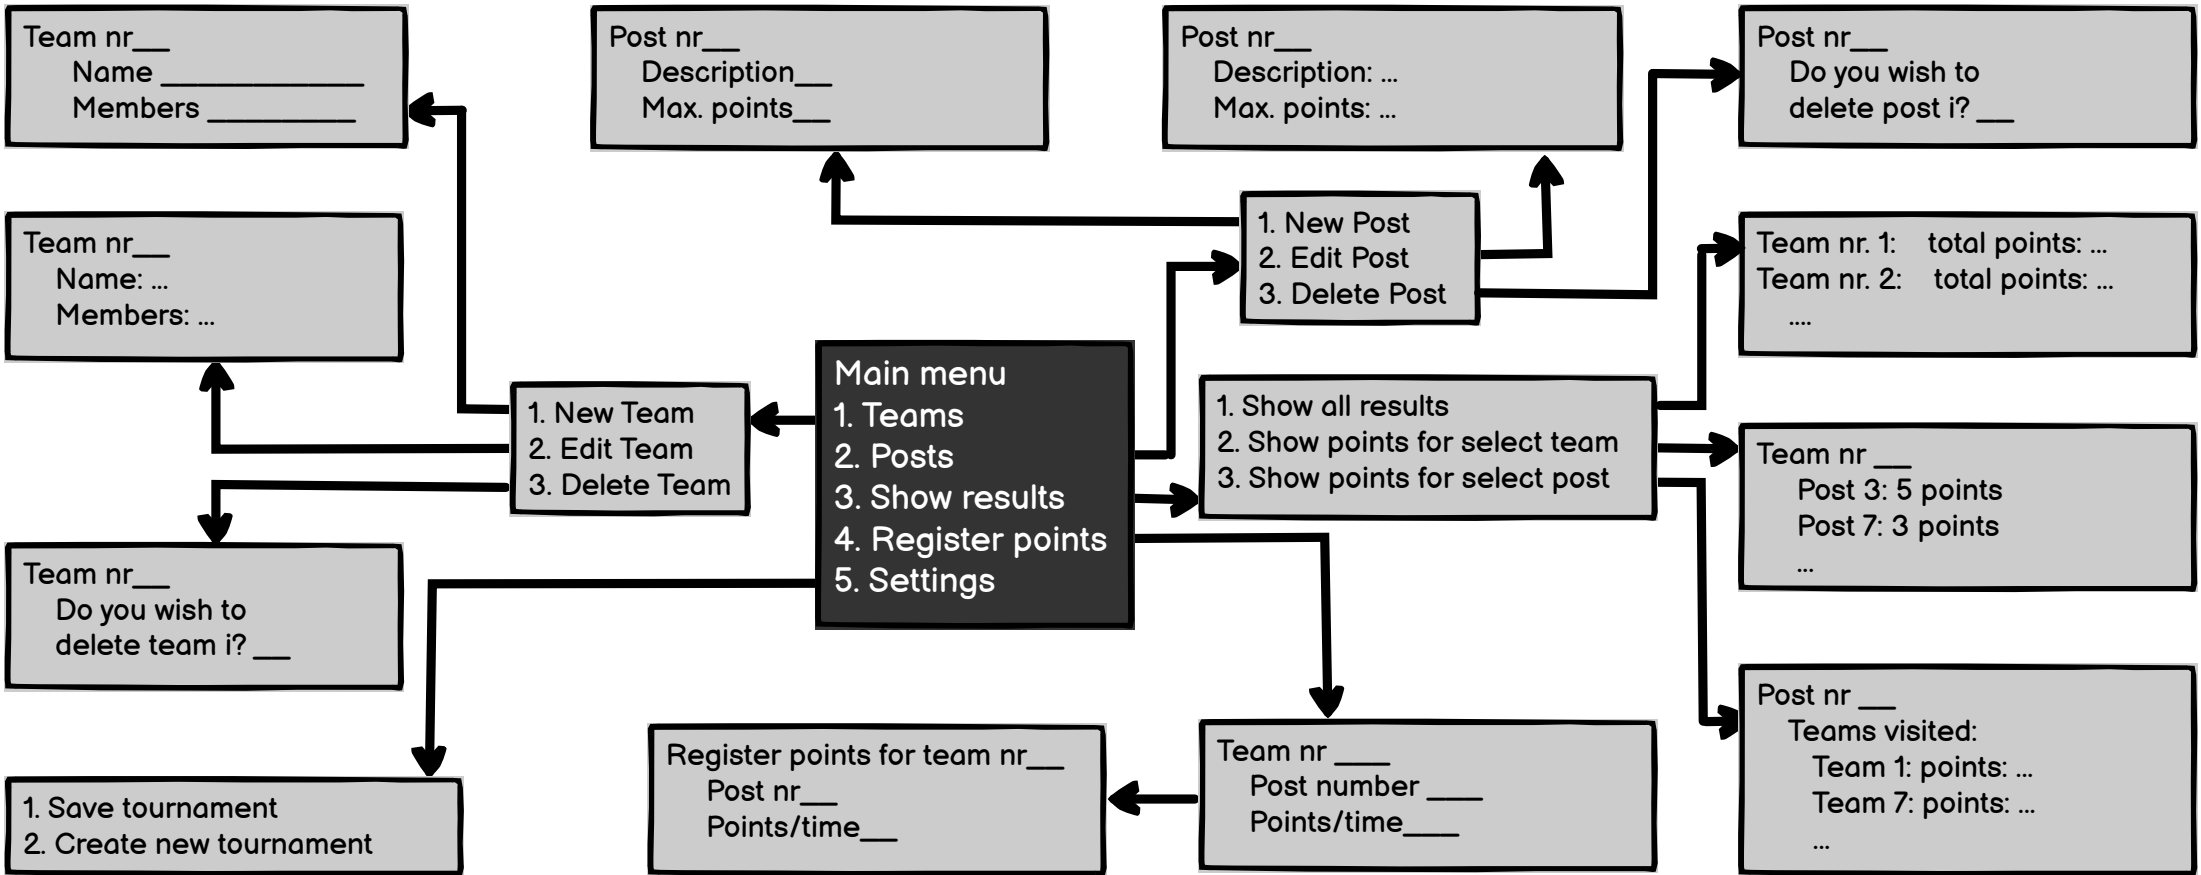 Team nr__
Name ____________
Members _________
Post nr__
Description__
Max. points__
Post nr__
Description: ...
Max. points: ...
Post nr__
Do you wish to
delete post i? __
Team nr__
Name: ...
Members: ...
1. New Post
2. Edit Post
3. Delete Post
Team nr. 1: total points: ...
Team nr. 2: total points: ...
....
1. New Team
2. Edit Team
3. Delete Team
Main menu
1. Teams
2. Posts
3. Show results
4. Register points
5. Settings
1. Show all results
2. Show points for select team
3. Show points for select post
Team nr __
Post 3: 5 points
Post 7: 3 points
...
Team nr__
Do you wish to
delete team i? __
Post nr __
Teams visited:
Team 1: points: ...
Team 7: points: ...
...
1. Save tournament
2. Create new tournament
Register points for team nr__
Post nr__
Points/time__
Team nr ___
Post number ___
Points/time___